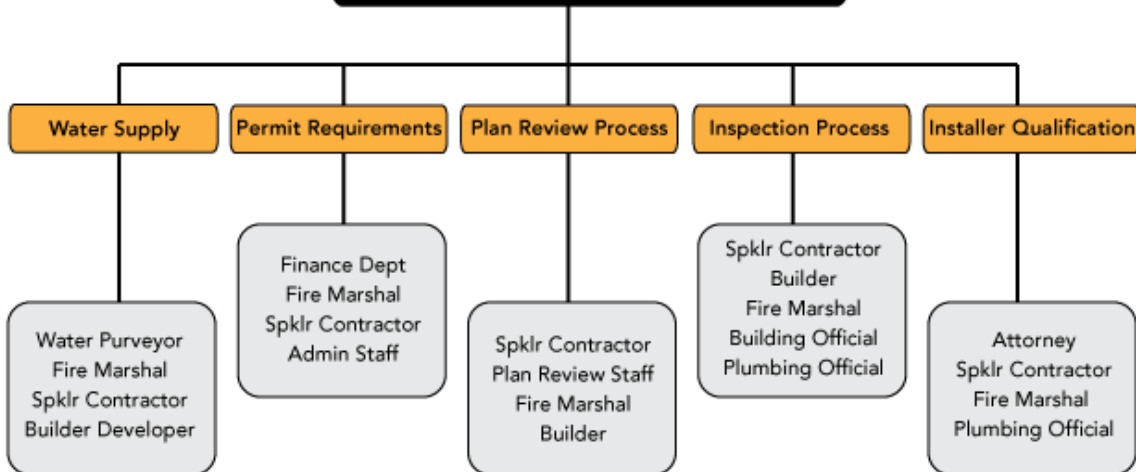 Water Supply
Permit Requirements
Plan Review Process
Inspection Process
Installer Qualification
Water Purveyor
Fire Marshal
Spklr Contractor
Builder Developer
Finance Dept
Fire Marshal
Spklr Contractor
Admin Staff
Spklr Contractor
Plan Review Staff
Fire Marshal
Builder
Spklr Contractor
Builder
Fire Marshal
Building Official
Plumbing Official
Attorney
Spklr Contractor
Fire Marshal
Plumbing Official